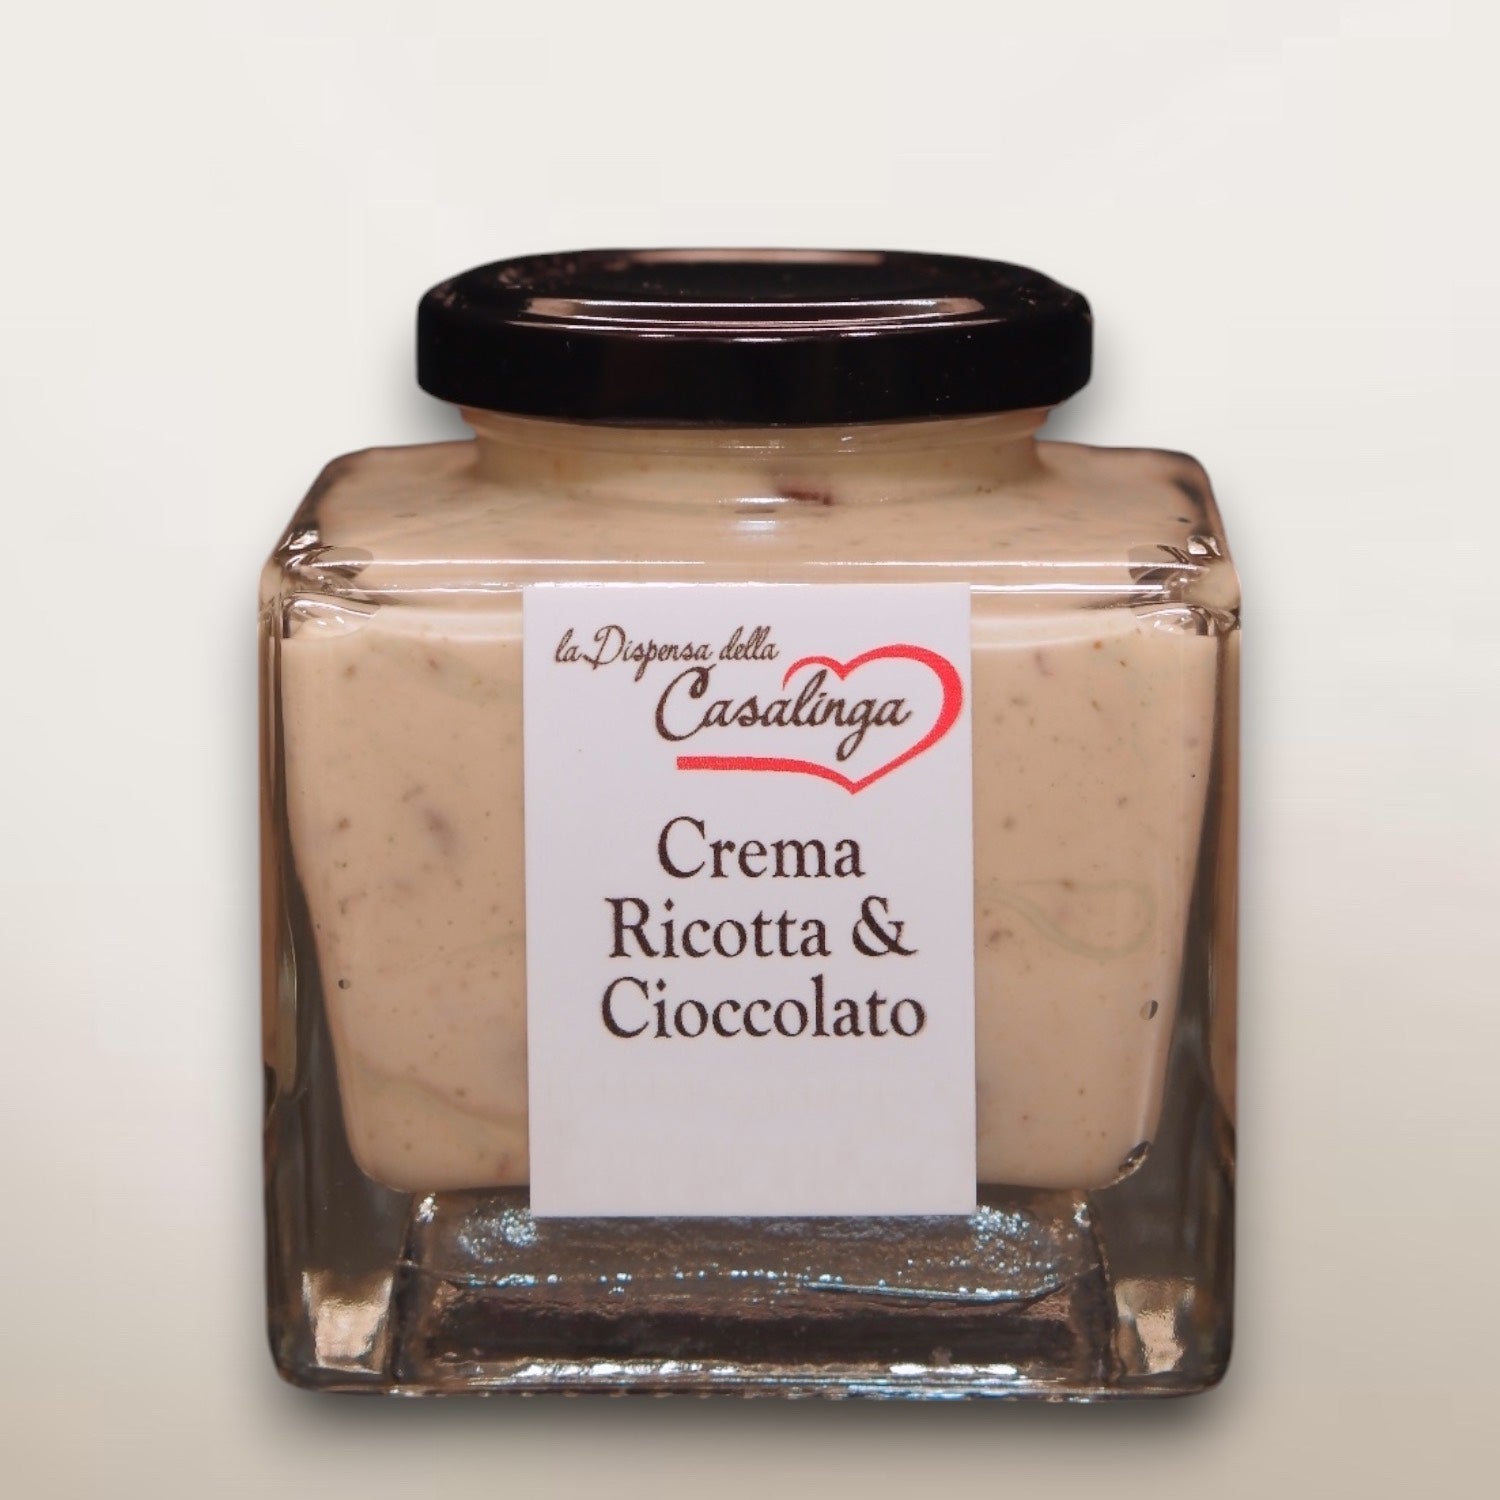 la Dispensa della
Casalinga
Crema
Ricotta &
Cioccolato